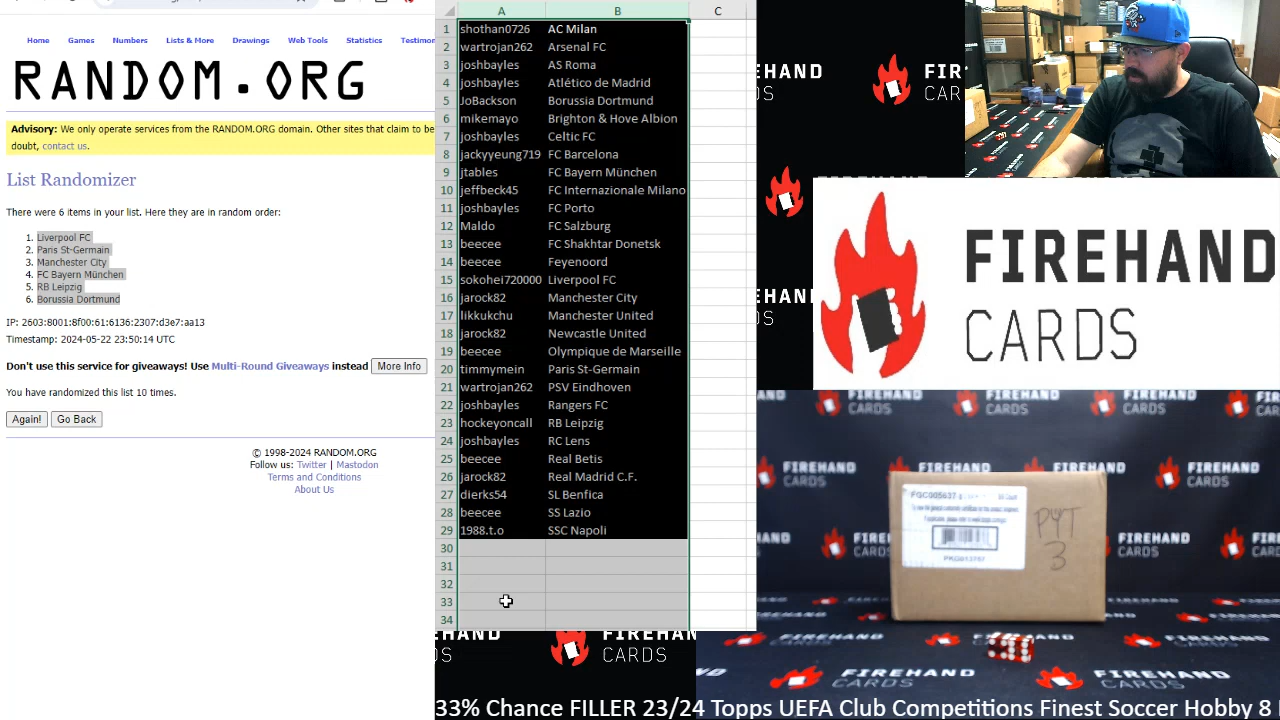 Home Games Numbers Lists & More Drawings Web Tools Statistics Testimor
RANDOM.ORG
Advisory: We only operate services from the RANDOM.ORG domain. Other sites that claim to be
doubt, contact us.
List Randomizer
There were 6 items in your list. Here they are in random order:
1. Liverpool FC
2. Paris St-Germain
3. Manchester City
4. FC Bayern München
5. RB Leipzig
6. Borussia Dortmund
IP: 2603:8001:8f00:61:6136:2307:d3e7:aa13
Timestamp: 2024-05-22 23:50:14 UTC
Don't use this service for giveaways! Use Multi-Round Giveaways instead More Info
You have randomized this list 10 times.
Again! Go Back
© 1998-2024 RANDOM.ORG
Follow us: Twitter | Mastodon
Terms and Conditions
About Us
A B C
1 shothan0726 AC Milan
2 wartrojan262 Arsenal FC
3 joshbayles AS Roma
4 joshbayles Atlético de Madrid
5 JoBackson Borussia Dortmund
6 mikemayo Brighton & Hove Albion
7 joshbayles Celtic FC
8 jackyyeung719 FC Barcelona
9 jtables FC Bayern München
10 jeffbeck45 FC Internazionale Milano
11 joshbayles FC Porto
12 Maldo FC Salzburg
13 beecee FC Shakhtar Donetsk
14 beecee Feyenoord
15 sokohei720000 Liverpool FC
16 jarock82 Manchester City
17 likkukchu Manchester United
18 jarock82 Newcastle United
19 beecee Olympique de Marseille
20 timmymein Paris St-Germain
21 wartrojan262 PSV Eindhoven
22 joshbayles Rangers FC
23 hockeyoncall RB Leipzig
24 joshbayles RC Lens
25 beecee Real Betis
26 jarock82 Real Madrid C.F.
27 dierks54 SL Benfica
28 beecee SS Lazio
29 1988.t.o SSC Napoli
30
31
32
33
34
FIREHAND
CARDS
FGC005637
PYT
3
FIREHAND
CARDS
33% Chance FILLER 23/24 Topps UEFA Club Competitions Finest Soccer Hobby 8